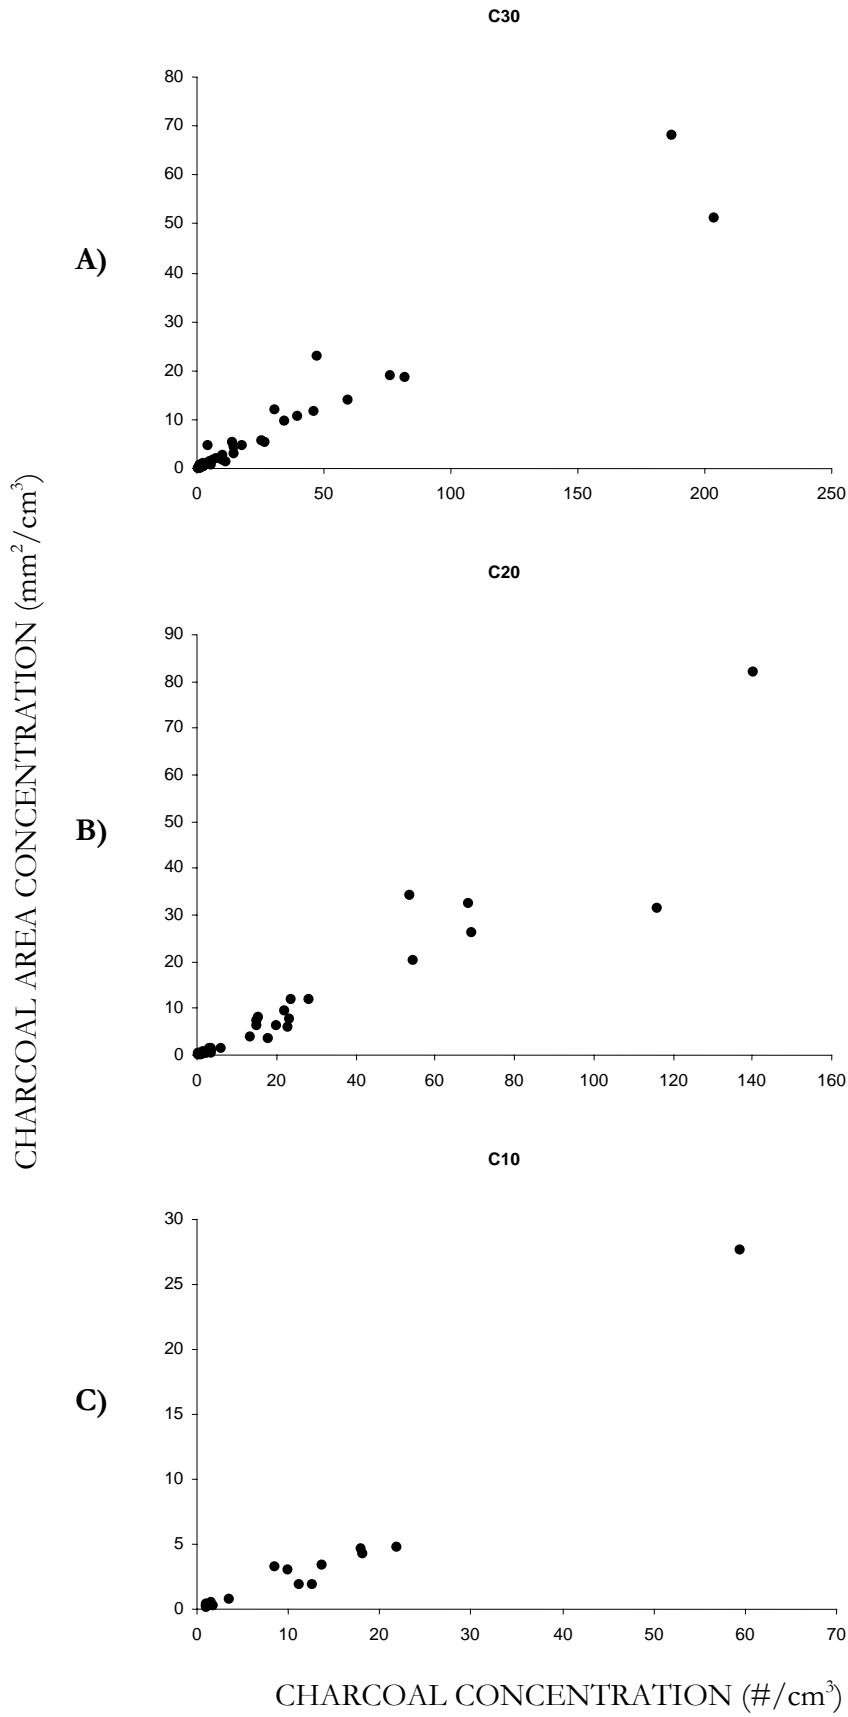 C30
80
70
60
50
40
30
20
10
0
0 50 100 150 200 250
A)
C20
90
80
70
60
50
40
30
20
10
0
0 20 40 60 80 100 120 140 160
B)
C10
30
25
20
15
10
5
0
0 10 20 30 40 50 60 70
C)
CHARCOAL AREA CONCENTRATION (mm²/cm³)
CHARCOAL CONCENTRATION (#/cm³)